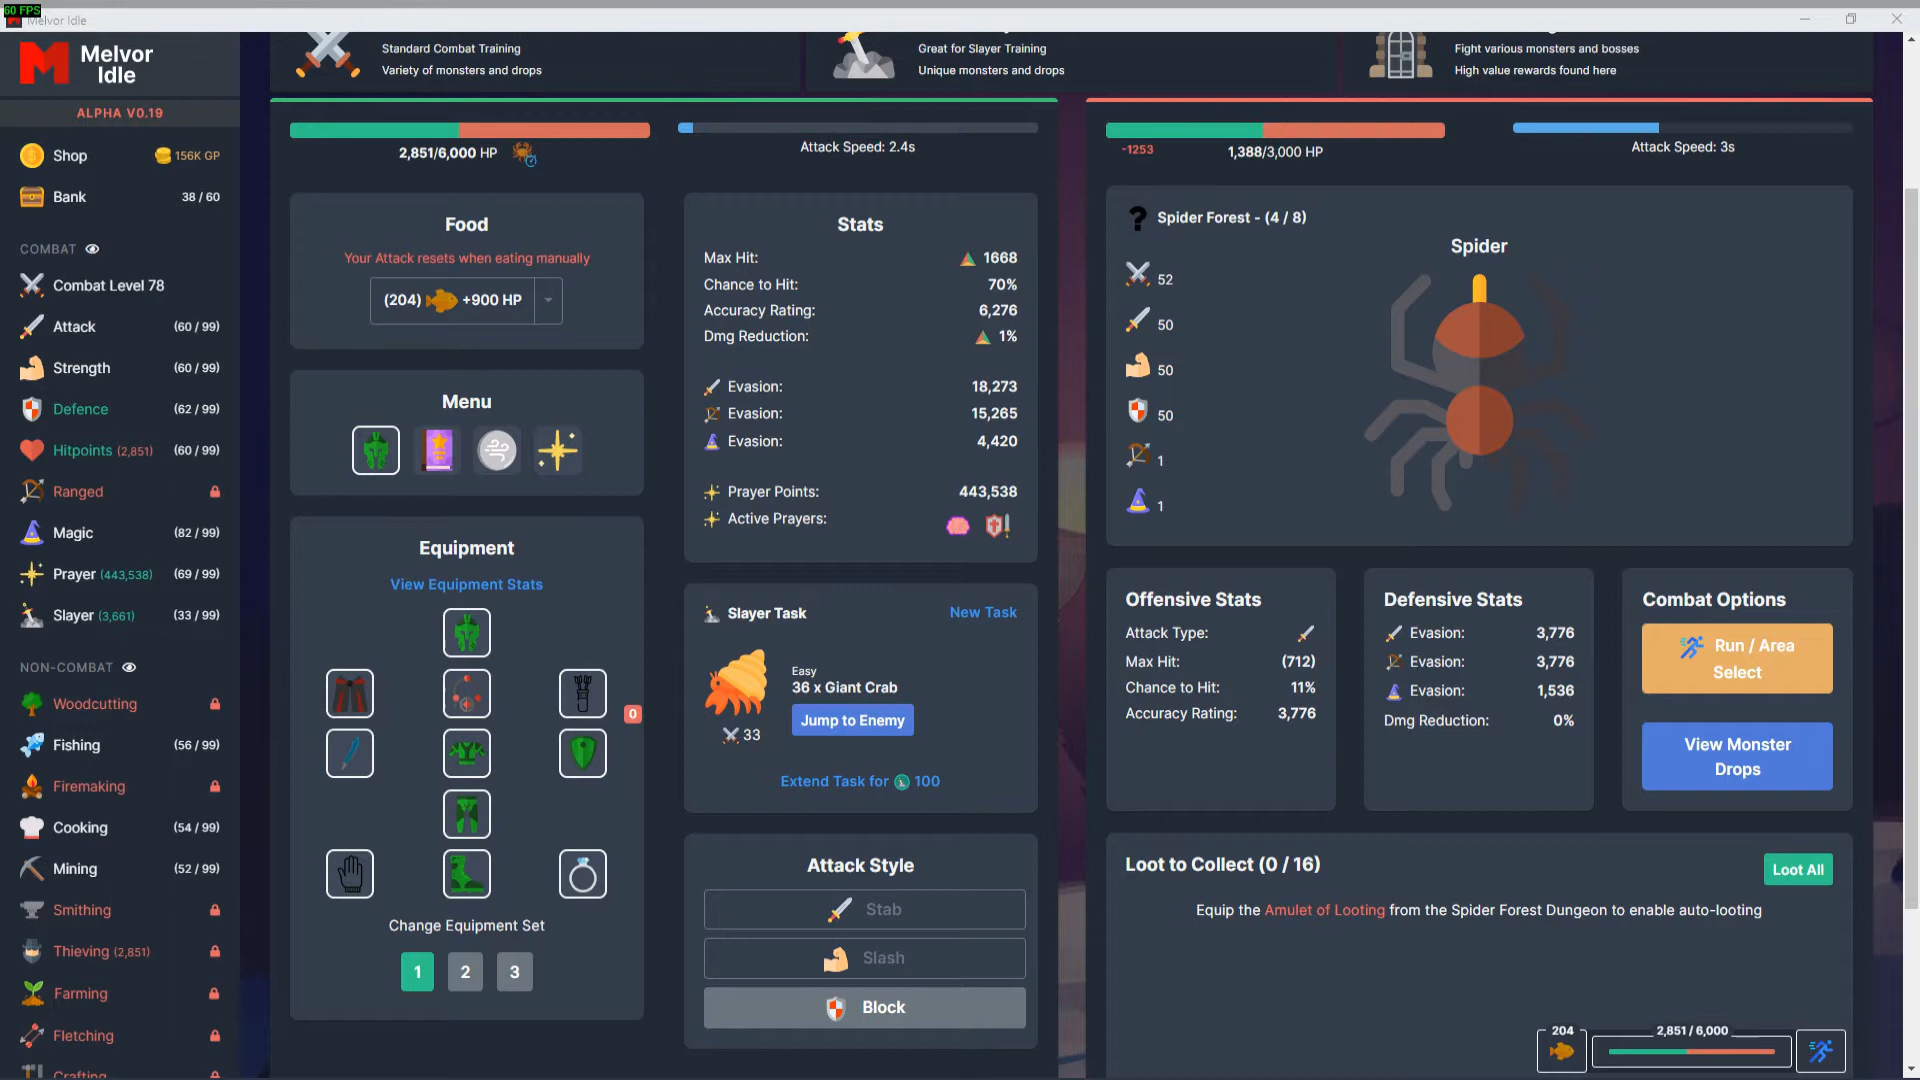 60 FPS
Melvor Idle
Melvor
Idle
ALPHA V0.19
Shop
156K GP
Bank
38 / 60
COMBAT
Combat Level 78
Attack
(60 / 99)
Strength
(60 / 99)
Defence
(62 / 99)
Hitpoints (2,851)
(60 / 99)
Ranged
Magic
(82 / 99)
Prayer (443,538)
(69 / 99)
Slayer (3,661)
(33 / 99)
NON-COMBAT
Woodcutting
Fishing
(56 / 99)
Firemaking
Cooking
(54 / 99)
Mining
(52 / 99)
Smithing
Thieving (2,851)
Farming
Fletching
Crafting
Standard Combat Training
Variety of monsters and drops
Great for Slayer Training
Unique monsters and drops
Fight various monsters and bosses
High value rewards found here
2,851/6,000 HP
Attack Speed: 2.4s
Food
Your Attack resets when eating manually
(204) +900 HP
Menu
Equipment
View Equipment Stats
0
Change Equipment Set
1
2
3
Stats
Max Hit: 1668
Chance to Hit: 70%
Accuracy Rating: 6,276
Dmg Reduction: 1%
Evasion: 18,273
Evasion: 15,265
Evasion: 4,420
Prayer Points: 443,538
Active Prayers:
Slayer Task
New Task
Easy
36 x Giant Crab
Jump to Enemy
33
Extend Task for 100
Attack Style
Stab
Slash
Block
-1253
1,388/3,000 HP
Attack Speed: 3s
? Spider Forest - (4 / 8)
Spider
52
50
50
50
1
1
Offensive Stats
Attack Type:
Max Hit: (712)
Chance to Hit: 11%
Accuracy Rating: 3,776
Defensive Stats
Evasion: 3,776
Evasion: 3,776
Evasion: 1,536
Dmg Reduction: 0%
Combat Options
Run / Area
Select
View Monster
Drops
Loot to Collect (0 / 16)
Loot All
Equip the Amulet of Looting from the Spider Forest Dungeon to enable auto-looting
204
2,851 / 6,000